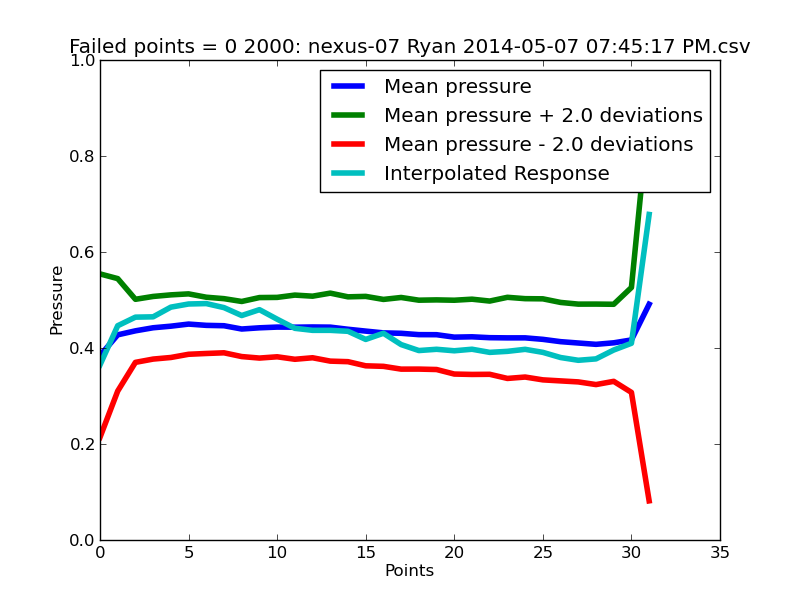 Failed points = 0 2000: nexus-07 Ryan 2014-05-07 07:45:17 PM.csv
Mean pressure
Mean pressure + 2.0 deviations
Mean pressure - 2.0 deviations
Interpolated Response
1.0
0.8
0.6
0.4
0.2
0.0
Pressure
0 5 10 15 20 25 30 35
Points